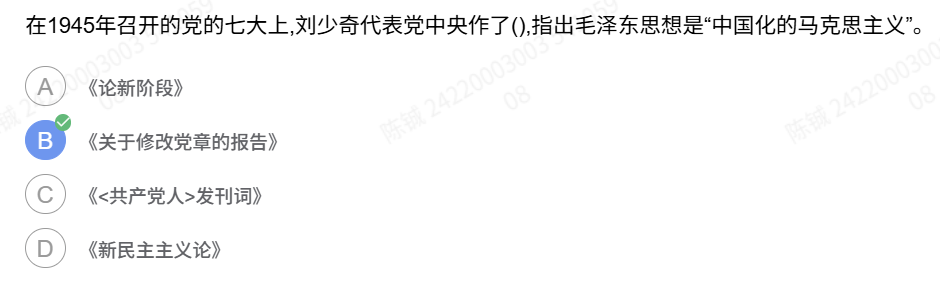 在1945年召开的党的七大上,刘少奇代表党中央作了(),指出毛泽东思想是“中国化的马克思主义”。
A 《论新阶段》
B 《关于修改党章的报告》
C 《<共产党人>发刊词》
D 《新民主主义论》